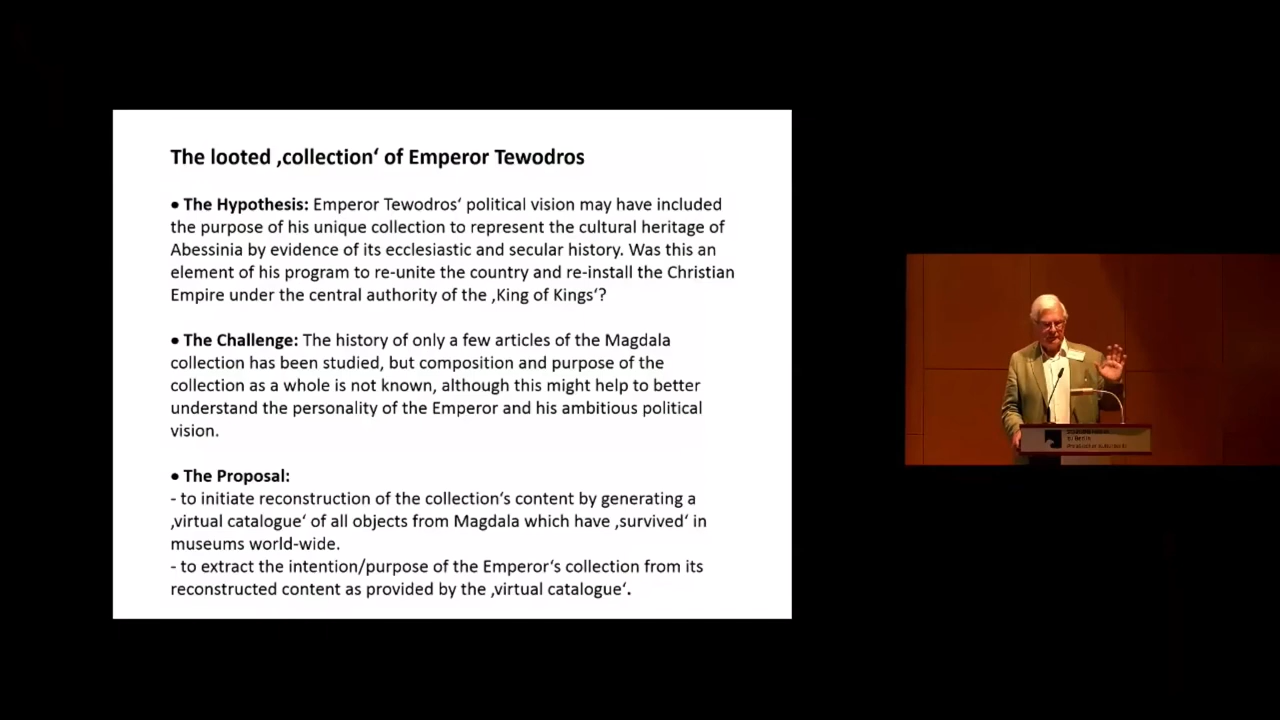 The looted ‚collection‘ of Emperor Tewodros
• The Hypothesis: Emperor Tewodros‘ political vision may have included
the purpose of his unique collection to represent the cultural heritage of
Abessinia by evidence of its ecclesiastic and secular history. Was this an
element of his program to re-unite the country and re-install the Christian
Empire under the central authority of the ‚King of Kings‘?
• The Challenge: The history of only a few articles of the Magdala
collection has been studied, but composition and purpose of the
collection as a whole is not known, although this might help to better
understand the personality of the Emperor and his ambitious political
vision.
• The Proposal:
- to initiate reconstruction of the collection‘s content by generating a
‚virtual catalogue‘ of all objects from Magdala which have ‚survived‘ in
museums world-wide.
- to extract the intention/purpose of the Emperor‘s collection from its
reconstructed content as provided by the ‚virtual catalogue‘.